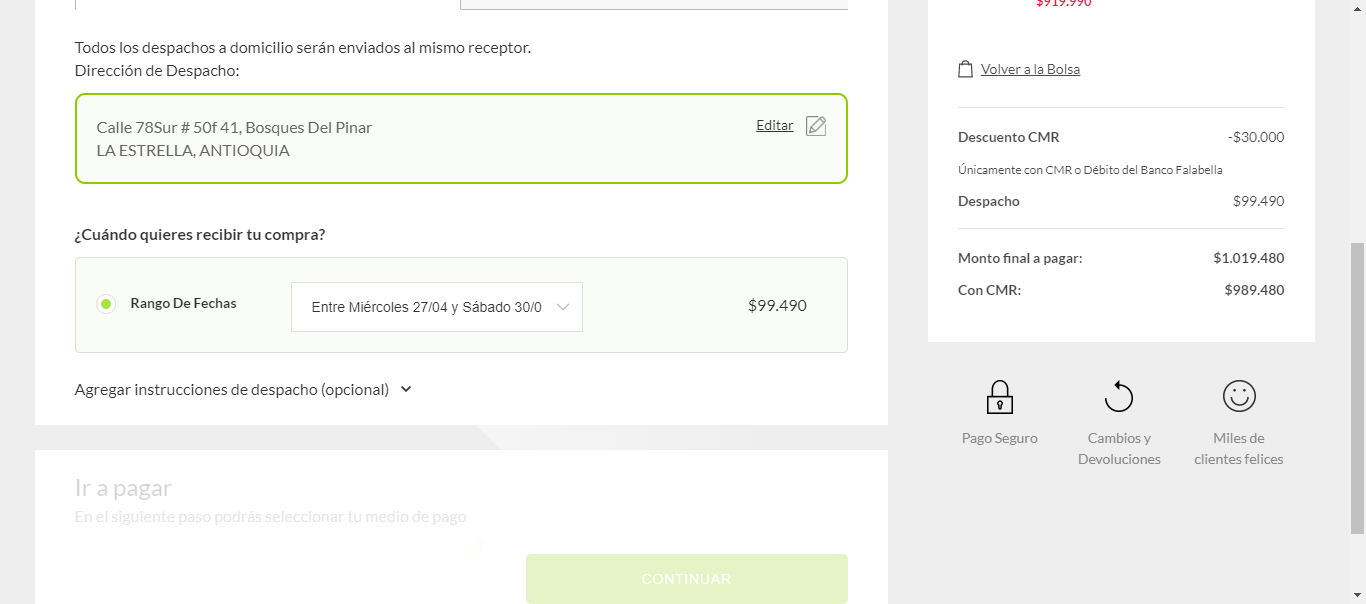 Todos los despachos a domicilio serán enviados al mismo receptor.
Dirección de Despacho:
Calle 78Sur # 50f 41, Bosques Del Pinar
LA ESTRELLA, ANTIOQUIA
Editar
¿Cuándo quieres recibir tu compra?
Rango De Fechas
Entre Miércoles 27/04 y Sábado 30/0
$99.490
Agregar instrucciones de despacho (opcional)
Ir a pagar
En el siguiente paso podrás seleccionar tu medio de pago
CONTINUAR
$919.990
Volver a la Bolsa
Descuento CMR -$30.000
Únicamente con CMR o Débito del Banco Falabella
Despacho $99.490
Monto final a pagar: $1.019.480
Con CMR: $989.480
Pago Seguro
Cambios y
Devoluciones
Miles de
clientes felices